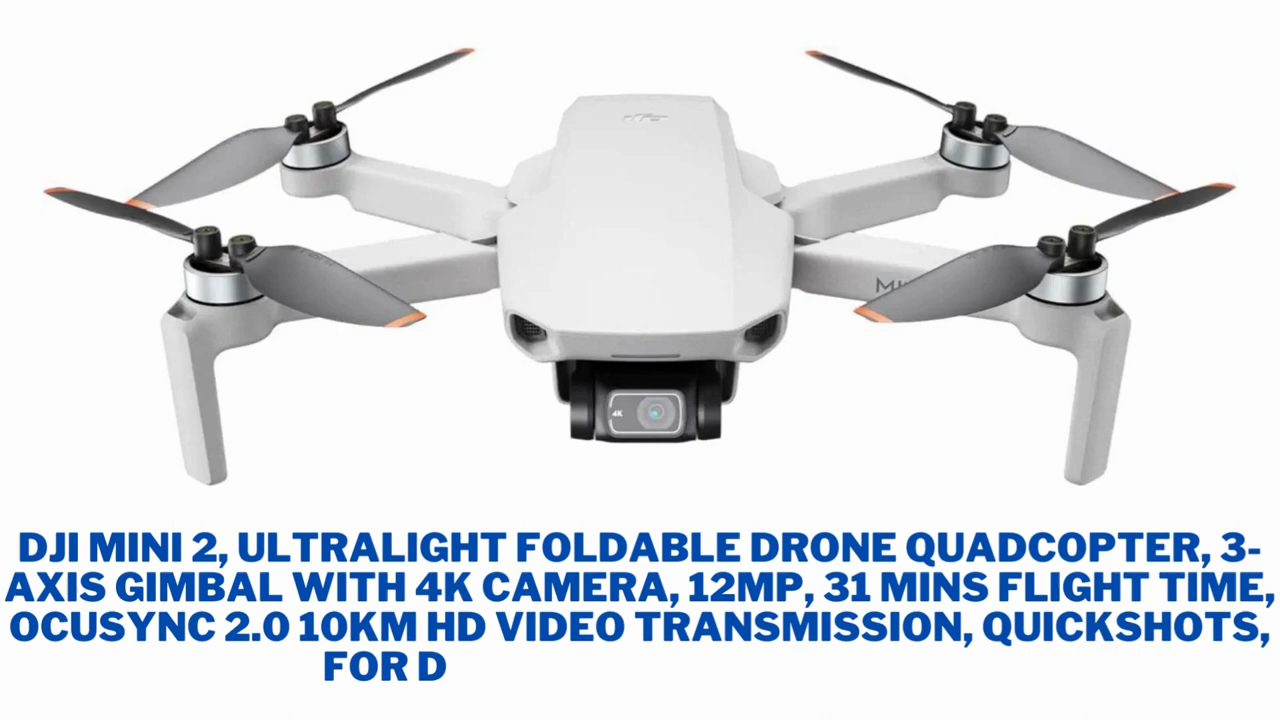 4K
DJI MINI 2, ULTRALIGHT FOLDABLE DRONE QUADCOPTER, 3-
AXIS GIMBAL WITH 4K CAMERA, 12MP, 31 MINS FLIGHT TIME,
OCUSYNC 2.0 10KM HD VIDEO TRANSMISSION, QUICKSHOTS,
FOR D